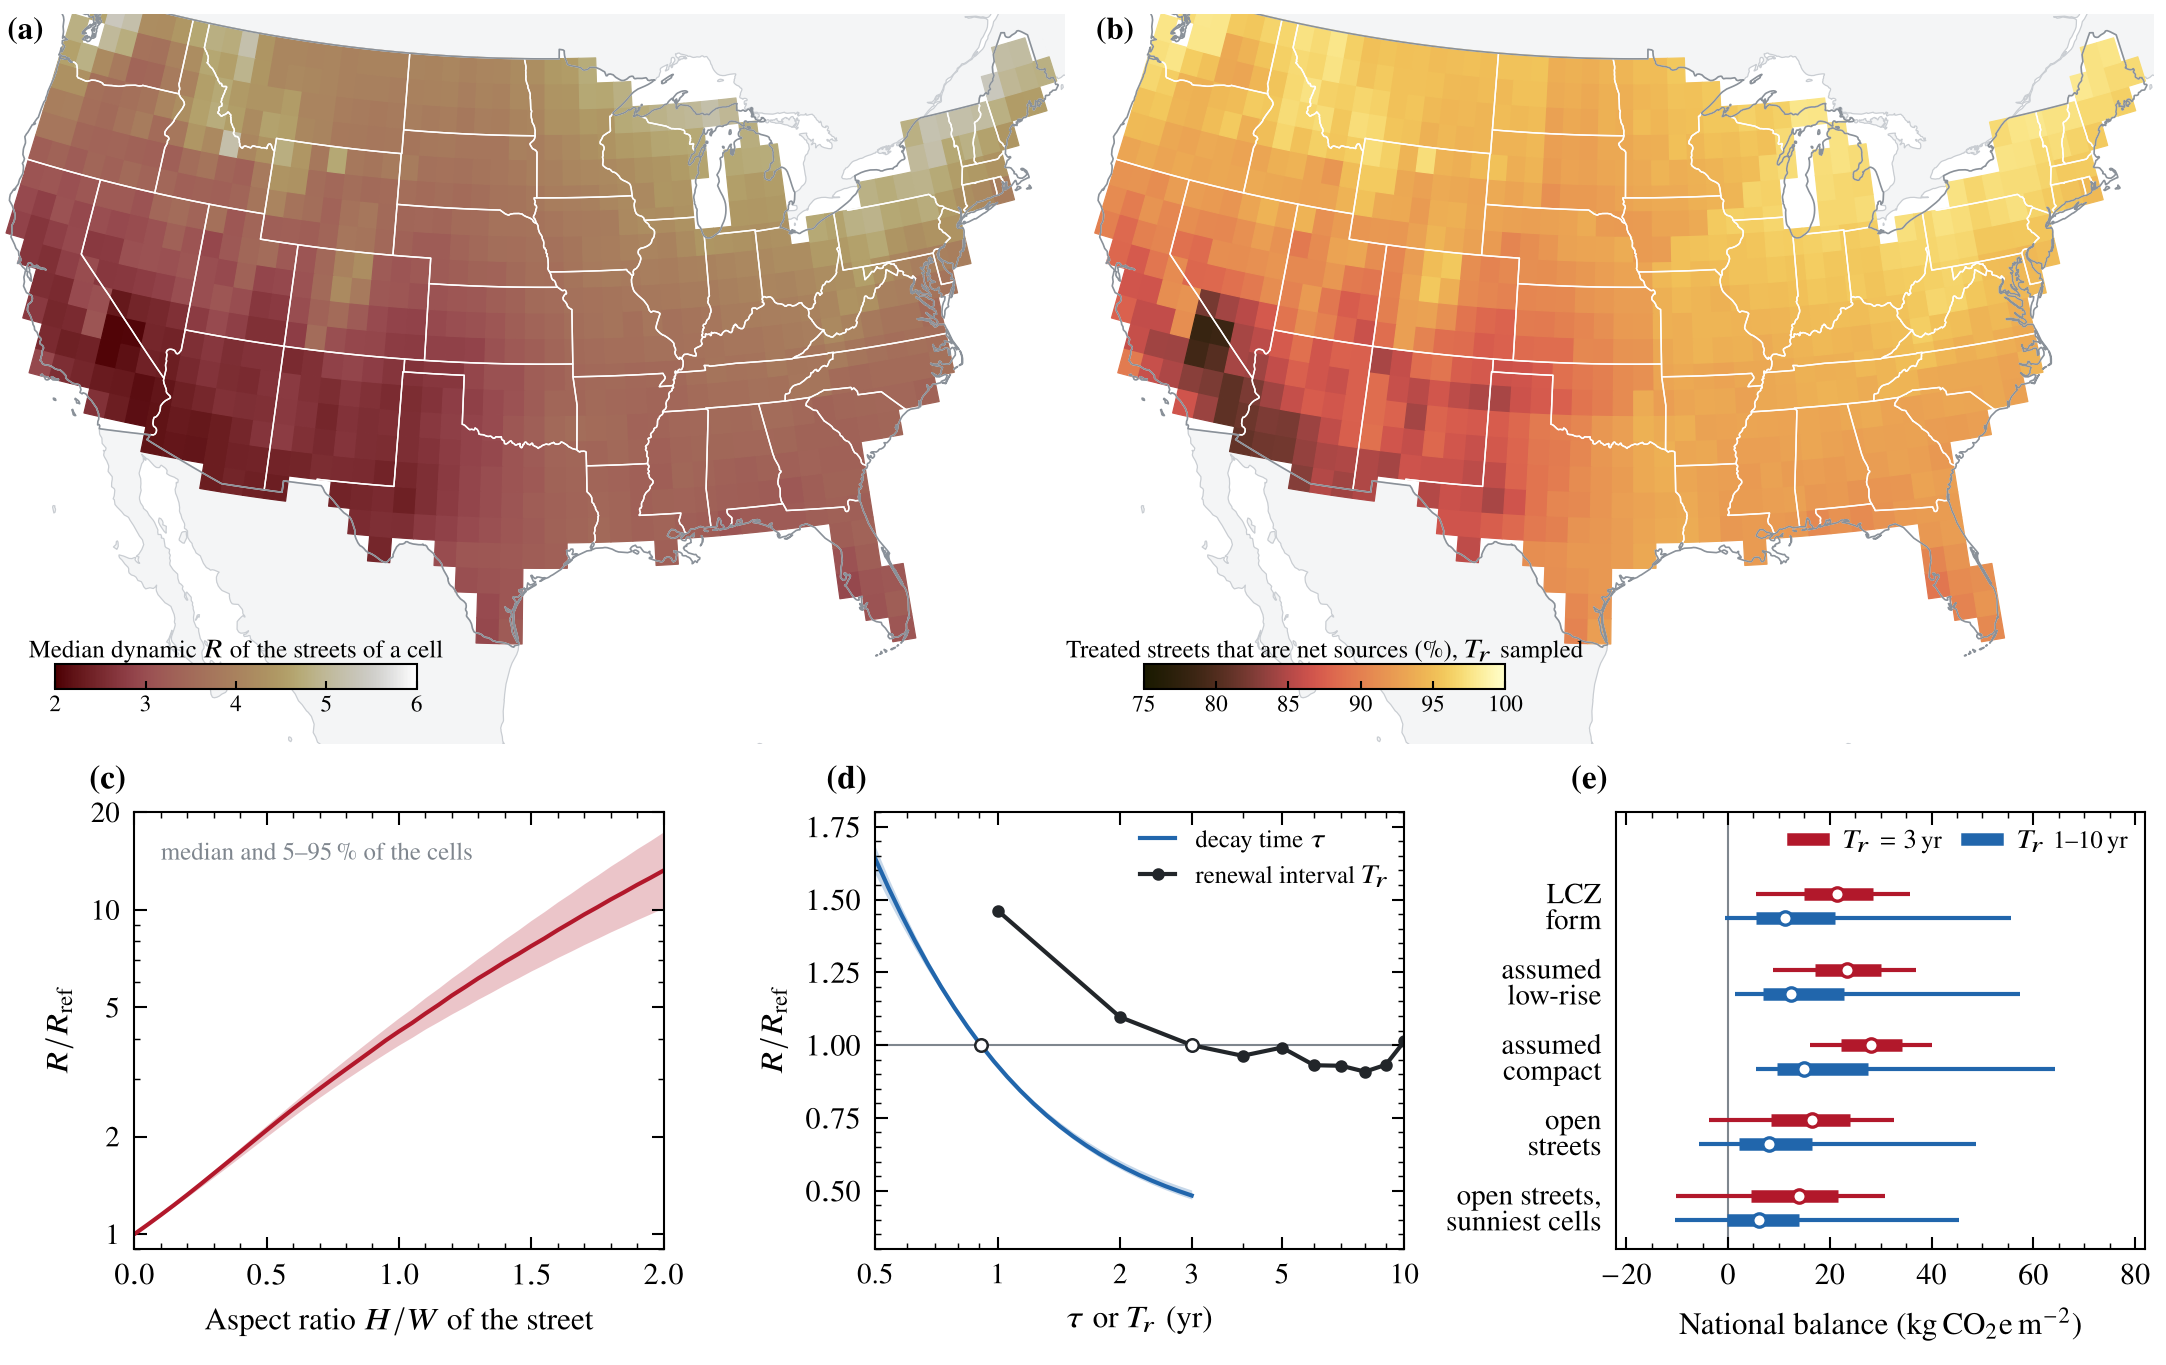 (a)
Median dynamic R of the streets of a cell
2 3 4 5 6
(b)
Treated streets that are net sources (%), Tr sampled
75 80 85 90 95 100
(c)
median and 5–95 % of the cells
20
10
5
2
1
R/Rref
0.0 0.5 1.0 1.5 2.0
Aspect ratio H/W of the street
(d)
decay time τ
renewal interval Tr
1.75
1.50
1.25
1.00
0.75
0.50
R/Rref
0.5 1 2 3 5 10
τ or Tr (yr)
(e)
Tr = 3 yr Tr 1–10 yr
LCZ
form
assumed
low-rise
assumed
compact
open
streets
open streets,
sunniest cells
−20 0 20 40 60 80
National balance (kg CO₂e m⁻²)